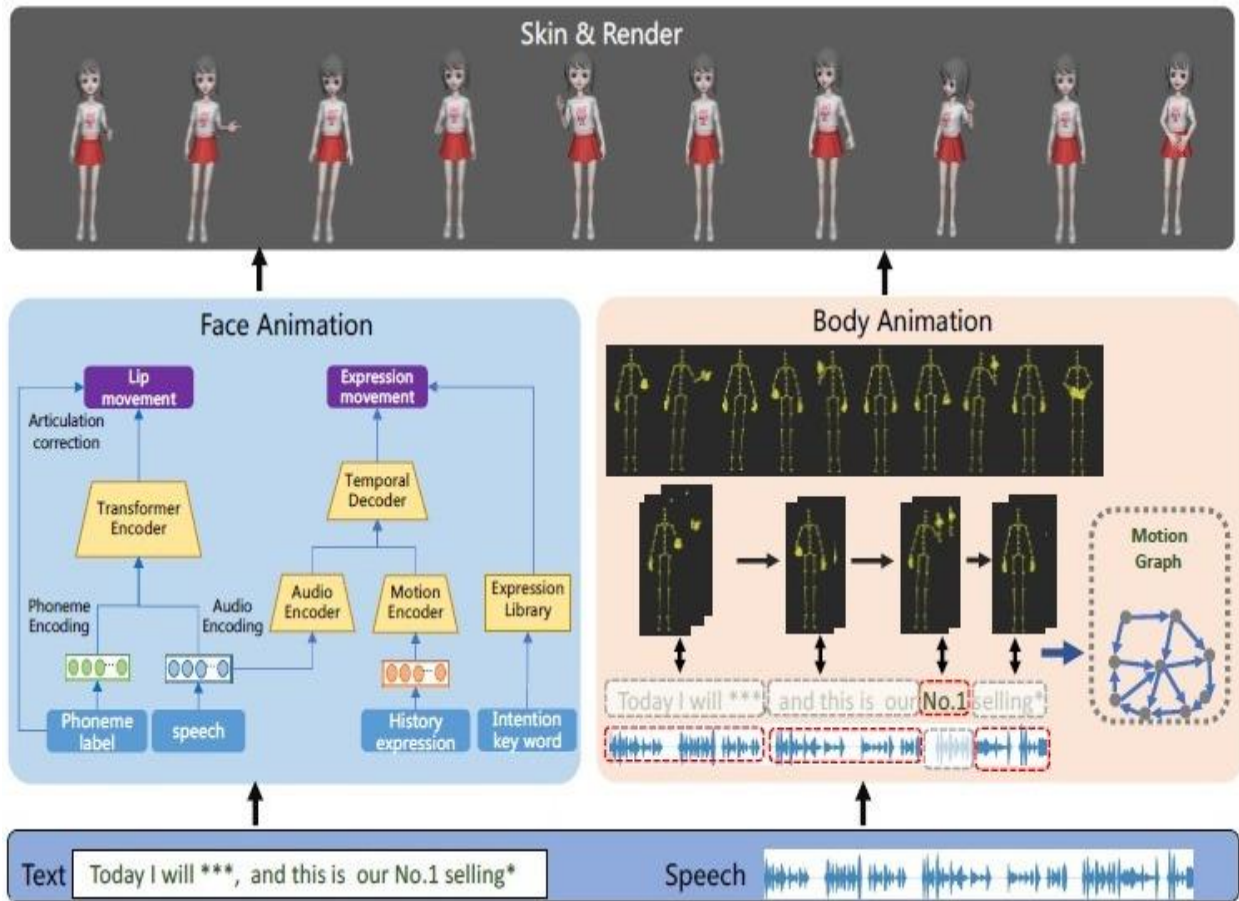 Skin & Render
Face Animation
Lip
movement
Expression
movement
Articulation
correction
Transformer
Encoder
Temporal
Decoder
Phoneme
Encoding
Audio
Encoding
Audio
Encoder
Motion
Encoder
Expression
Library
Phoneme
label
speech
History
expression
Intention
key word
Body Animation
Motion
Graph
Today I will *** and this is our No.1 selling*
Text Today I will ***, and this is our No.1 selling*
Speech